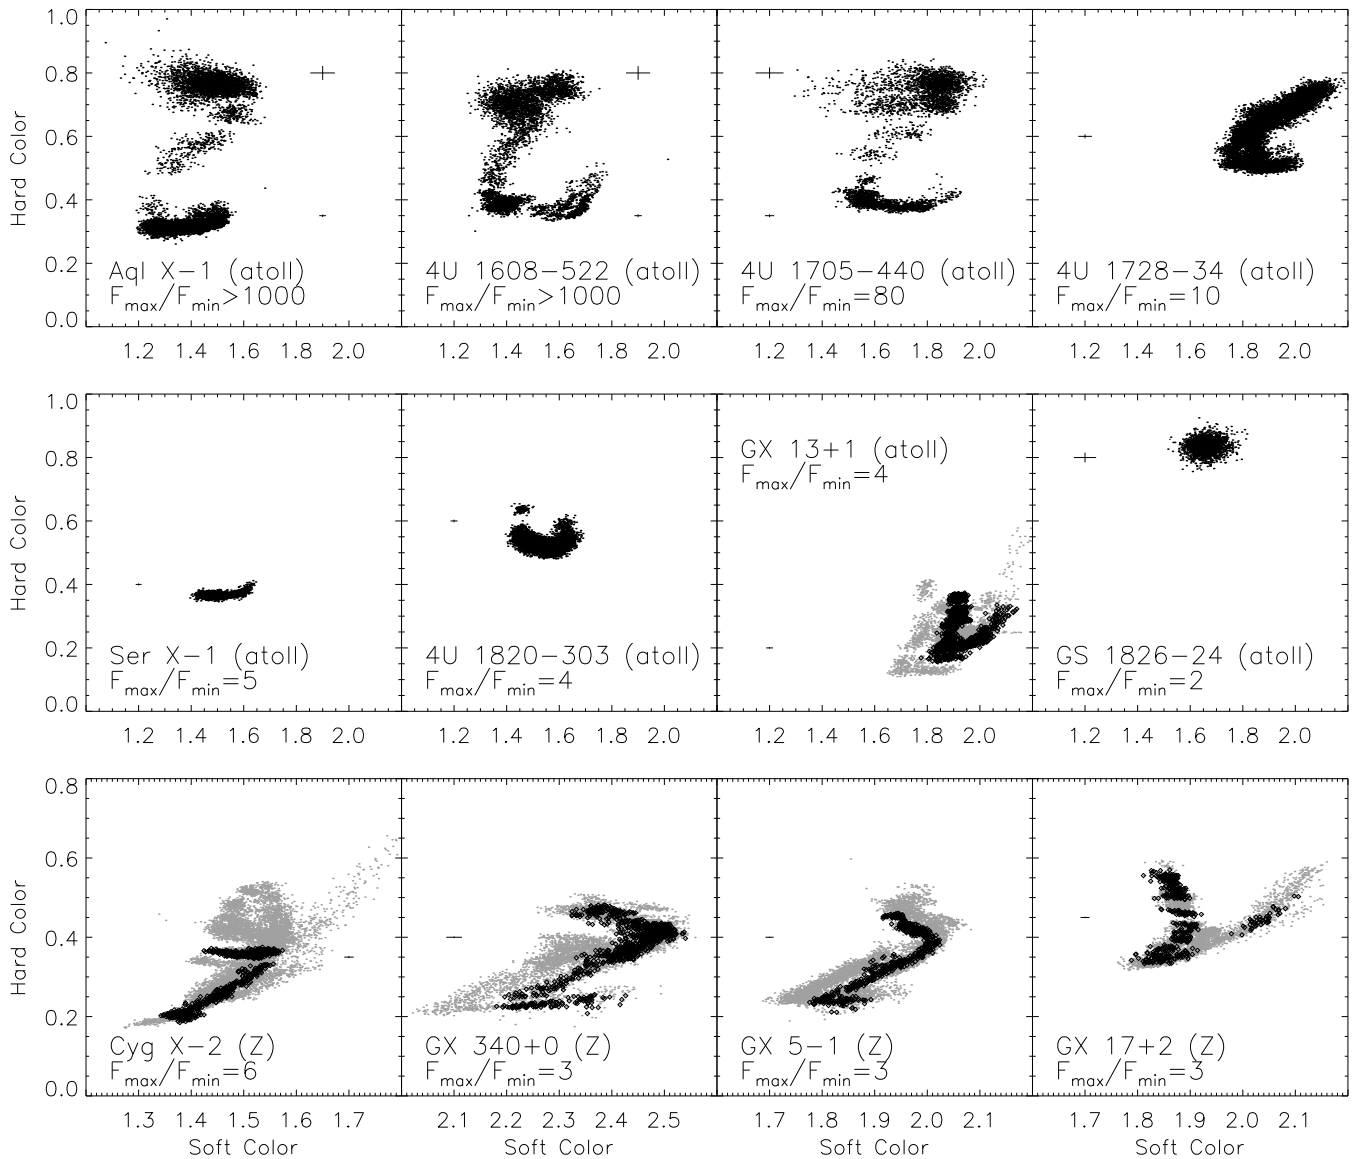 1.0
0.8
0.6
0.4
0.2
0.0
Hard Color
Aql X-1 (atoll)
Fmax/Fmin>1000
4U 1608-522 (atoll)
Fmax/Fmin>1000
4U 1705-440 (atoll)
Fmax/Fmin=80
4U 1728-34 (atoll)
Fmax/Fmin=10
1.2 1.4 1.6 1.8 2.0
1.2 1.4 1.6 1.8 2.0
1.2 1.4 1.6 1.8 2.0
1.2 1.4 1.6 1.8 2.0
1.0
0.8
0.6
0.4
0.2
0.0
Hard Color
Ser X-1 (atoll)
Fmax/Fmin=5
4U 1820-303 (atoll)
Fmax/Fmin=4
GX 13+1 (atoll)
Fmax/Fmin=4
GS 1826-24 (atoll)
Fmax/Fmin=2
1.2 1.4 1.6 1.8 2.0
1.2 1.4 1.6 1.8 2.0
1.2 1.4 1.6 1.8 2.0
1.2 1.4 1.6 1.8 2.0
0.8
0.6
0.4
0.2
0.0
Hard Color
Cyg X-2 (Z)
Fmax/Fmin=6
GX 340+0 (Z)
Fmax/Fmin=3
GX 5-1 (Z)
Fmax/Fmin=3
GX 17+2 (Z)
Fmax/Fmin=3
1.3 1.4 1.5 1.6 1.7
2.1 2.2 2.3 2.4 2.5
1.7 1.8 1.9 2.0 2.1
1.7 1.8 1.9 2.0 2.1
Soft Color
Soft Color
Soft Color
Soft Color